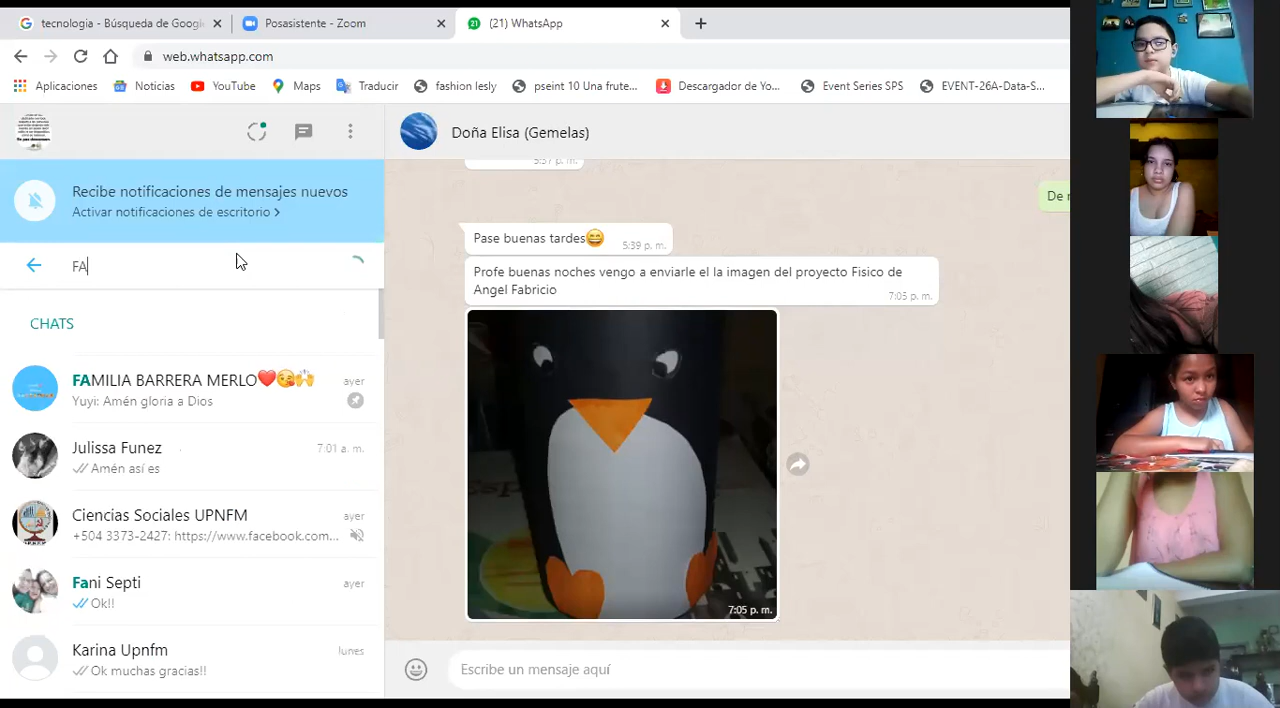 tecnologia - Búsqueda de Googl
Posasistente - Zoom
21
(21) WhatsApp
web.whatsapp.com
Aplicaciones
Noticias
YouTube
Maps
Traducir
fashion lesly
pseint 10 Una frute...
Descargador de Yo...
Event Series SPS
EVENT-26A-Data-S...
Doña Elisa (Gemelas)
Recibe notificaciones de mensajes nuevos
Activar notificaciones de escritorio >
FA
CHATS
FAMILIA BARRERA MERLO❤️😘🙌
ayer
Yuyi: Amén gloria a Dios
Julissa Funez
7:01 a. m.
Amén así es
Ciencias Sociales UPNFM
ayer
+504 3373-2427: https://www.facebook.com...
Fani Septi
ayer
Ok!!
Karina Upnfm
lunes
Ok muchas gracias!!
5:37 p. m.
De
Pase buenas tardes😄
5:39 p. m.
Profe buenas noches vengo a enviarle el la imagen del proyecto Fisico de
Angel Fabricio
7:05 p. m.
7:05 p. m.
Escribe un mensaje aquí